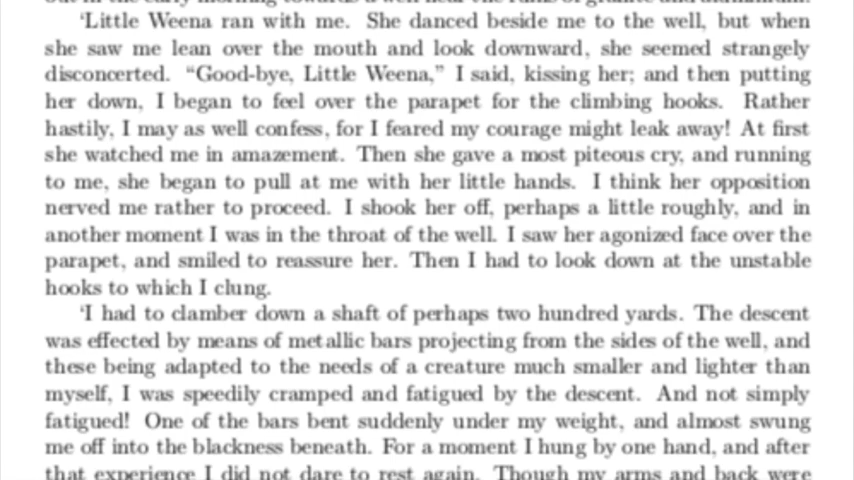 ‘Little Weena ran with me. She danced beside me to the well, but when
she saw me lean over the mouth and look downward, she seemed strangely
disconcerted. “Good-bye, Little Weena,” I said, kissing her; and then putting
her down, I began to feel over the parapet for the climbing hooks. Rather
hastily, I may as well confess, for I feared my courage might leak away! At first
she watched me in amazement. Then she gave a most piteous cry, and running
to me, she began to pull at me with her little hands. I think her opposition
nerved me rather to proceed. I shook her off, perhaps a little roughly, and in
another moment I was in the throat of the well. I saw her agonized face over the
parapet, and smiled to reassure her. Then I had to look down at the unstable
hooks to which I clung.
‘I had to clamber down a shaft of perhaps two hundred yards. The descent
was effected by means of metallic bars projecting from the sides of the well, and
these being adapted to the needs of a creature much smaller and lighter than
myself, I was speedily cramped and fatigued by the descent. And not simply
fatigued! One of the bars bent suddenly under my weight, and almost swung
me off into the blackness beneath. For a moment I hung by one hand, and after
that experience I did not dare to rest again. Though my arms and back were